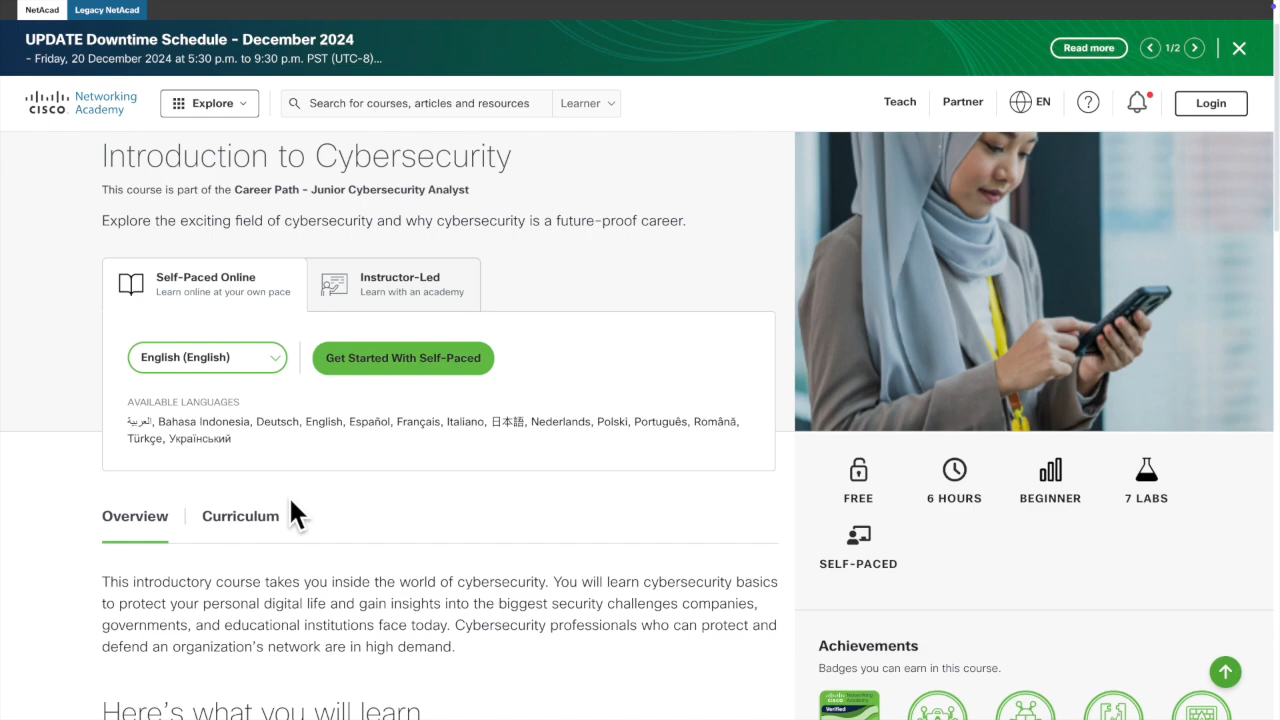 NetAcad
Legacy NetAcad
UPDATE Downtime Schedule - December 2024
- Friday, 20 December 2024 at 5:30 p.m. to 9:30 p.m. PST (UTC-8)...
Read more
1/2
CISCO Networking Academy
Explore
Search for courses, articles and resources
Learner
Teach
Partner
EN
Login
Introduction to Cybersecurity
This course is part of the Career Path - Junior Cybersecurity Analyst
Explore the exciting field of cybersecurity and why cybersecurity is a future-proof career.
Self-Paced Online
Learn online at your own pace
Instructor-Led
Learn with an academy
English (English)
Get Started With Self-Paced
AVAILABLE LANGUAGES
العربية, Bahasa Indonesia, Deutsch, English, Español, Français, Italiano, 日本語, Nederlands, Polski, Português, Română,
Türkçe, Український
FREE
6 HOURS
BEGINNER
7 LABS
SELF-PACED
Overview
Curriculum
This introductory course takes you inside the world of cybersecurity. You will learn cybersecurity basics
to protect your personal digital life and gain insights into the biggest security challenges companies,
governments, and educational institutions face today. Cybersecurity professionals who can protect and
defend an organization's network are in high demand.
Here's what you will learn
Achievements
Badges you can earn in this course.
CISCO Networking Academy
Verified